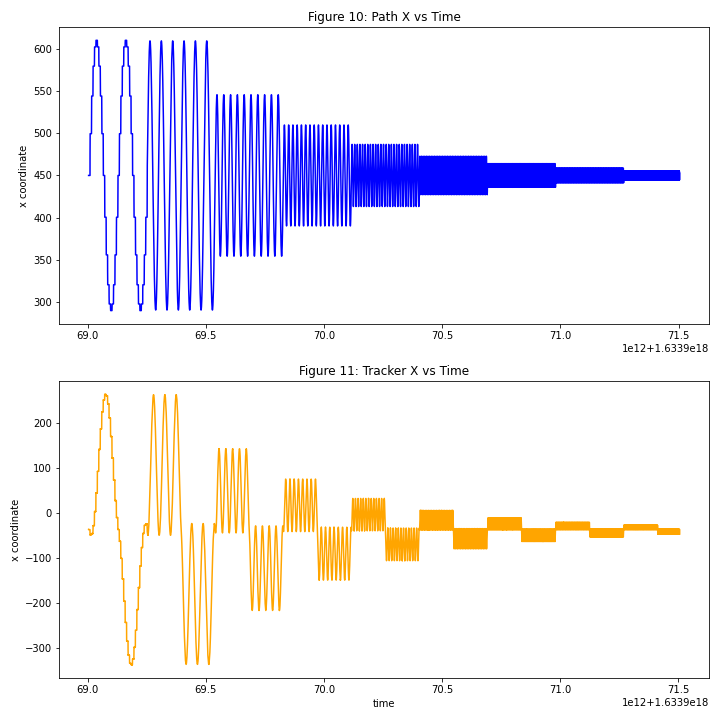 Figure 10: Path X vs Time
600
550
500
450
400
350
300
x coordinate
69.0 69.5 70.0 70.5 71.0 71.5
1e12+1.6339e18
Figure 11: Tracker X vs Time
200
100
0
−100
−200
−300
x coordinate
69.0 69.5 70.0 70.5 71.0 71.5
time
1e12+1.6339e18